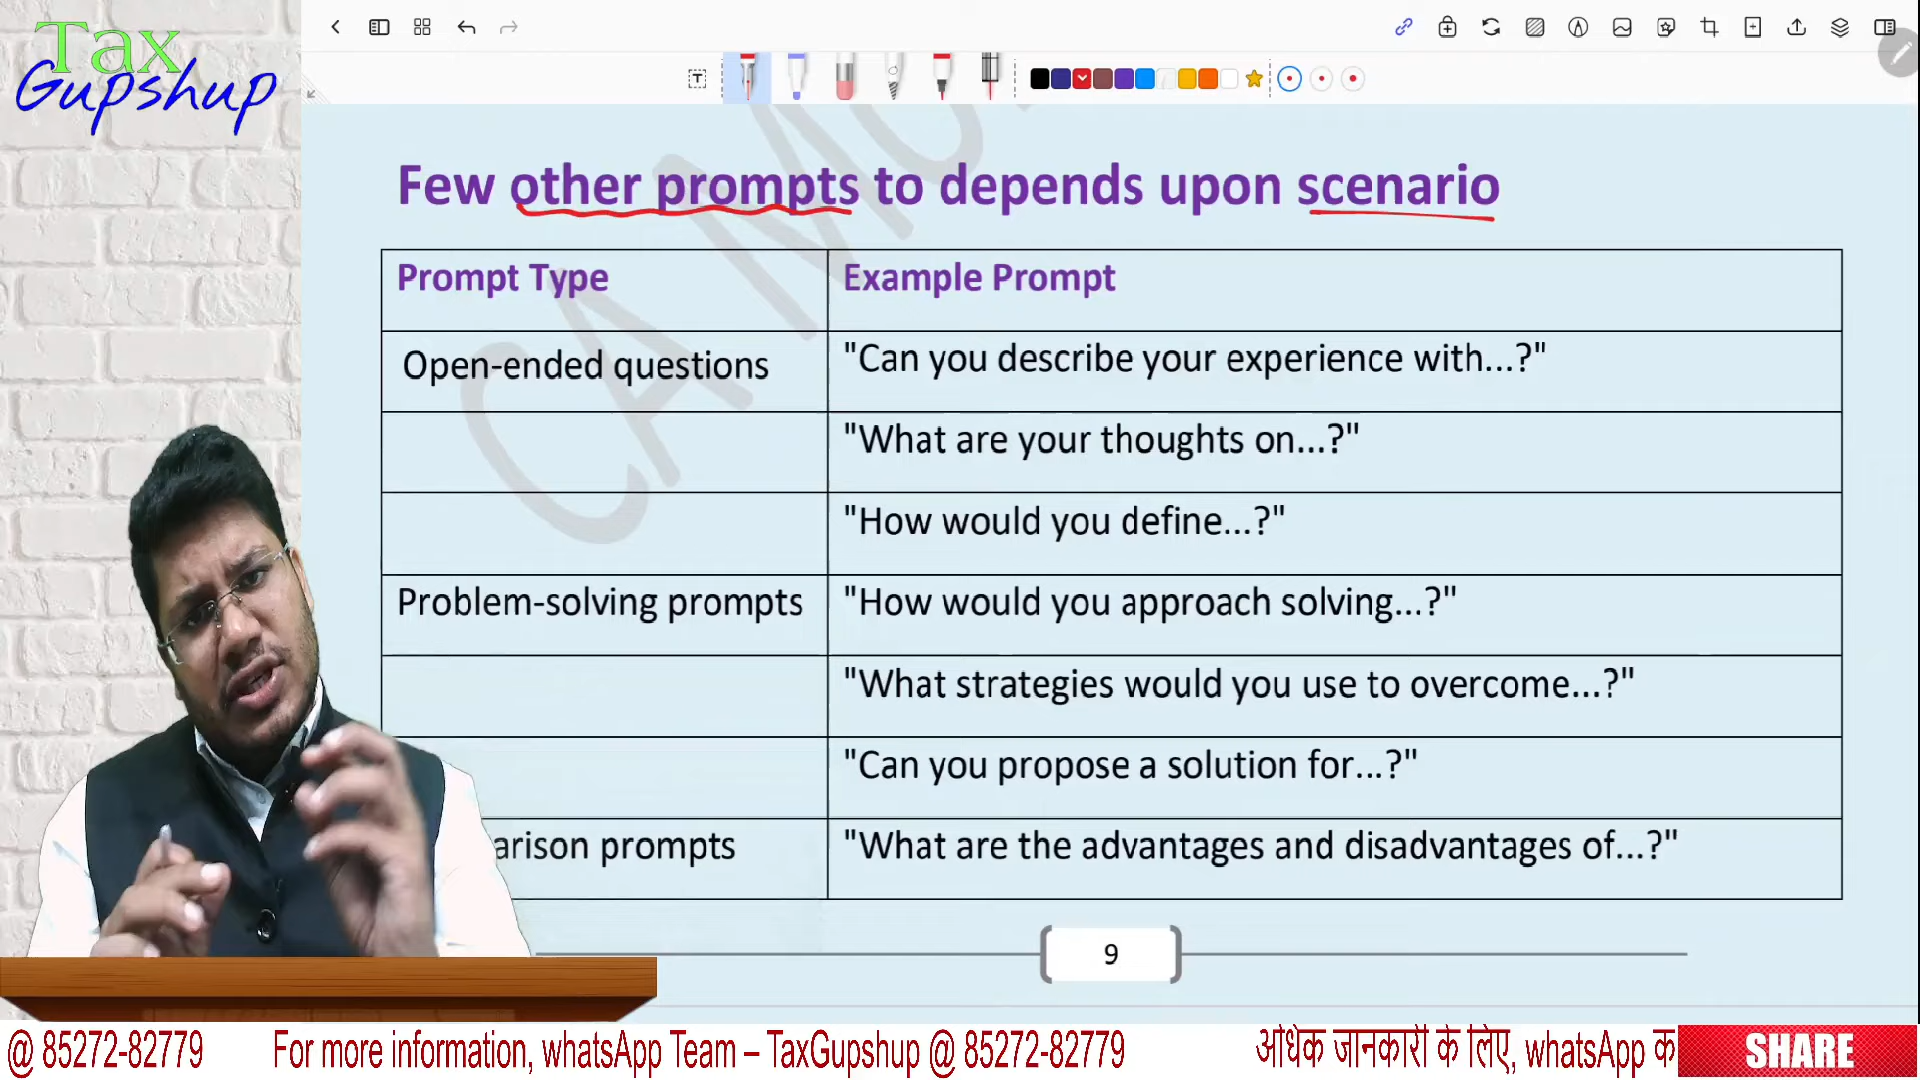 Tax
Gupshup
Few other prompts to depends upon scenario
Prompt Type
Example Prompt
Open-ended questions
"Can you describe your experience with...?"
"What are your thoughts on...?"
"How would you define...?"
Problem-solving prompts
"How would you approach solving...?"
"What strategies would you use to overcome...?"
"Can you propose a solution for...?"
arison prompts
"What are the advantages and disadvantages of...?"
CA MO
9
@ 85272-82779 For more information, whatsApp Team – TaxGupshup @ 85272-82779 अधिक जानकारी के लिए, whatsApp क
SHARE